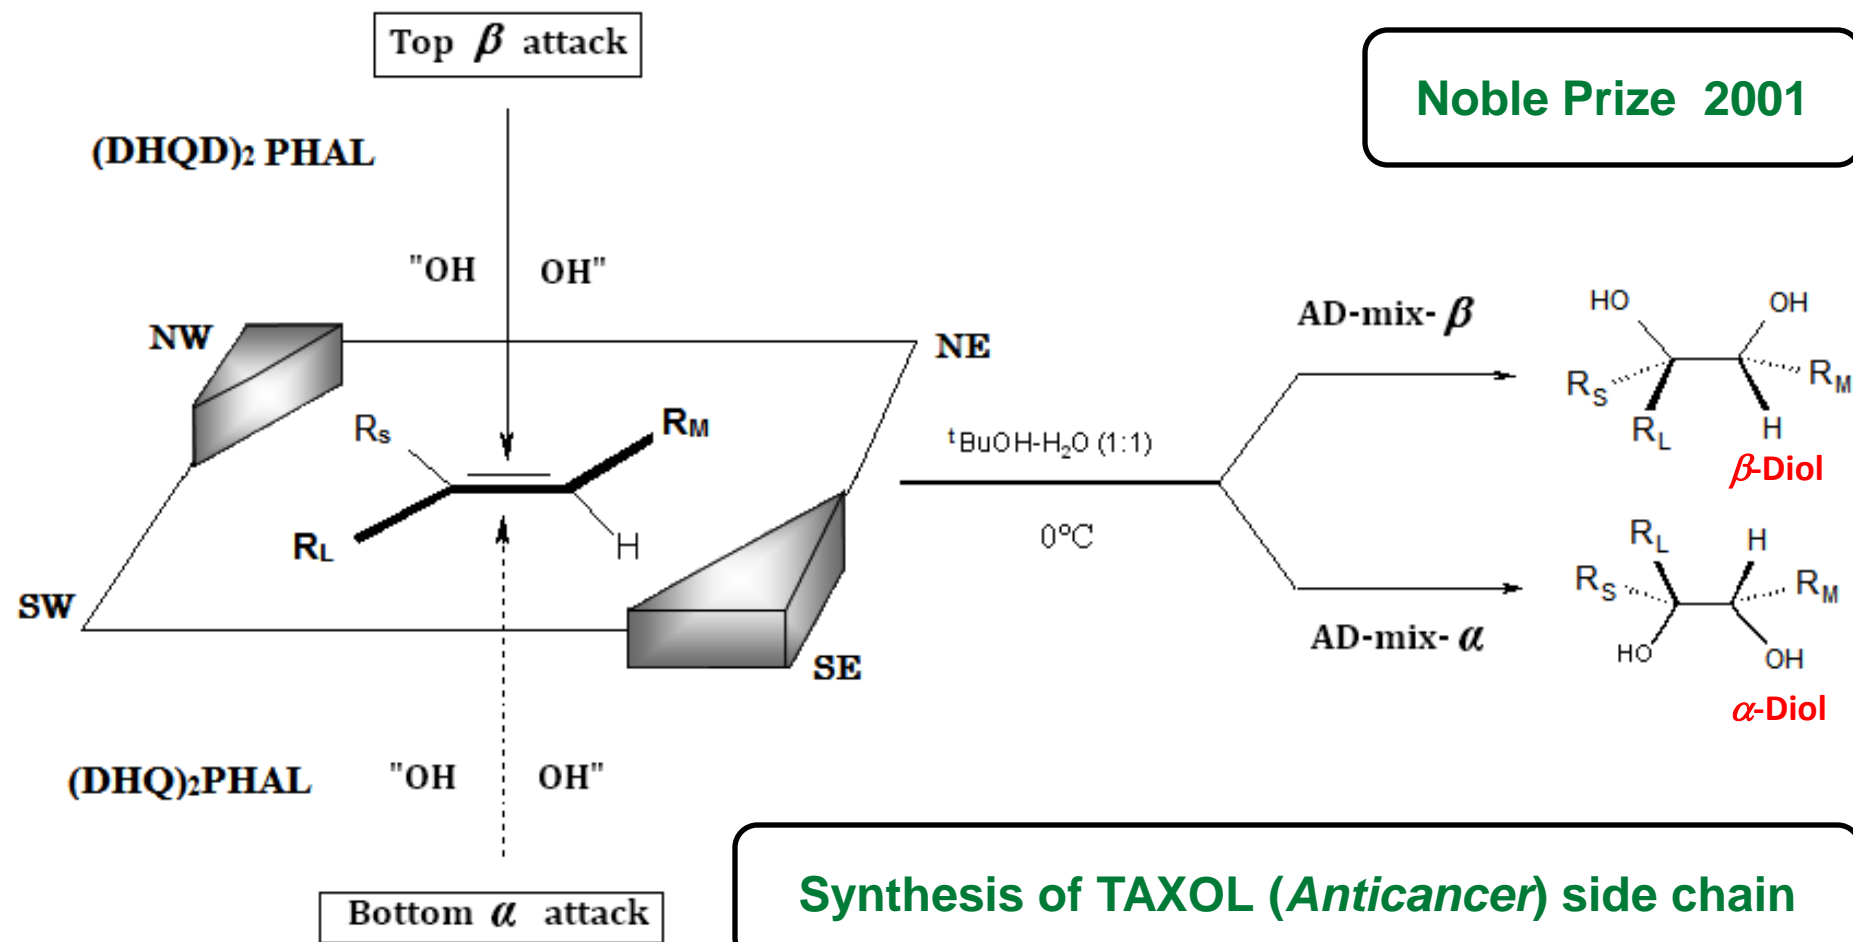 Top β attack
Noble Prize 2001
(DHQD)₂ PHAL
"OH OH"
NW
NE
Rs
RM
RL
H
SW
SE
ᵗBuOH-H₂O (1:1)
0°C
AD-mix-β
HO OH
RS RM
RL H
β-Diol
AD-mix-α
RL H
RS RM
HO OH
α-Diol
(DHQ)₂PHAL
"OH OH"
Bottom α attack
Synthesis of TAXOL (Anticancer) side chain